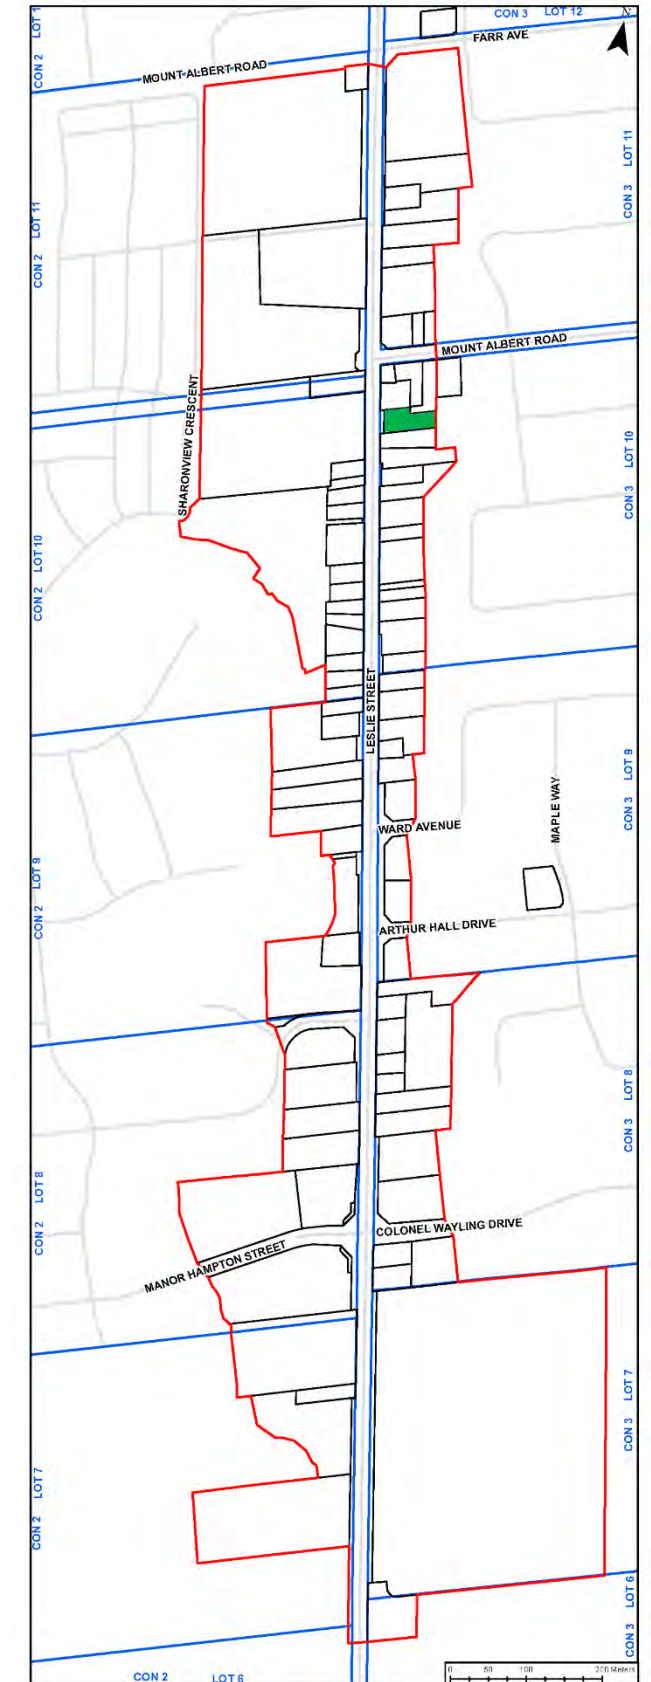 CON 3 LOT 12
N
LOT 1
CON 2
FARR AVE
MOUNT ALBERT ROAD
LOT 11
CON 3
LOT 11
CON 2
MOUNT ALBERT ROAD
SHARONVIEW CRESCENT
LOT 10
CON 3
LOT 10
CON 2
LESLIE STREET
LOT 9
CON 3
MAPLE WAY
WARD AVENUE
LOT 9
CON 2
ARTHUR HALL DRIVE
LOT 8
CON 3
LOT 8
CON 2
COLONEL WAYLING DRIVE
MANOR HAMPTON STREET
LOT 7
CON 3
LOT 7
CON 2
LOT 6
CON 3
CON 2 LOT 6
0 50 100 200 Meters